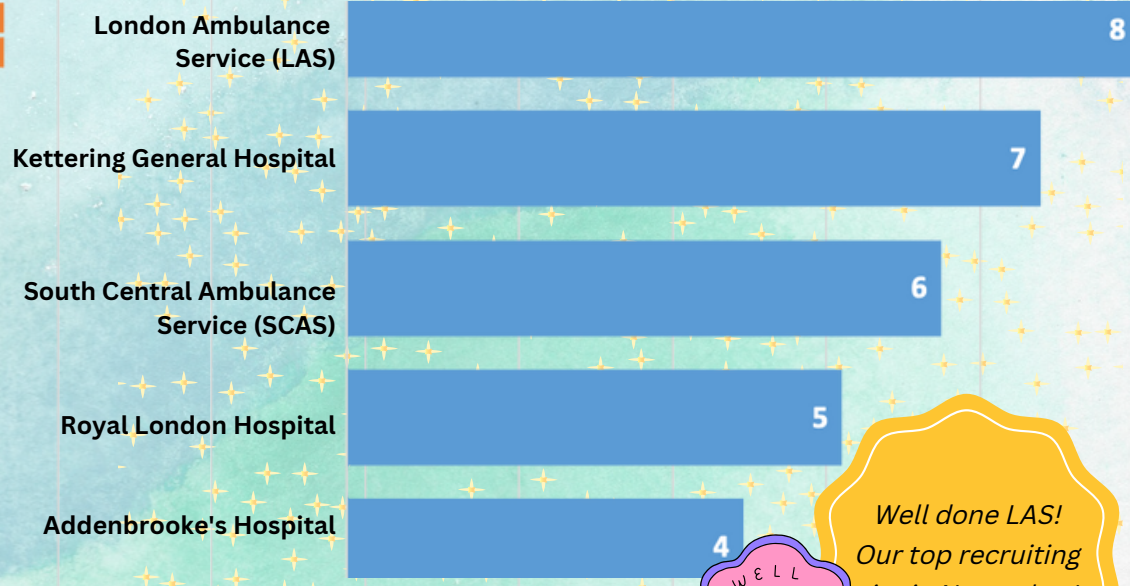 London Ambulance
Service (LAS)
8
Kettering General Hospital
7
South Central Ambulance
Service (SCAS)
6
Royal London Hospital
5
Addenbrooke's Hospital
4
Well done LAS!
Our top recruiting
WELL